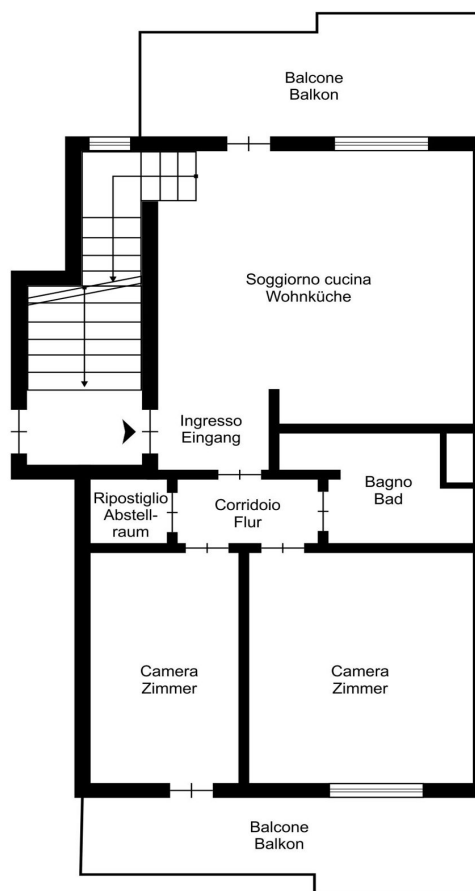 Balcone
Balkon
Soggiorno cucina
Wohnküche
Ingresso
Eingang
Ripostiglio
Abstell-
raum
Corridoio
Flur
Bagno
Bad
Camera
Zimmer
Camera
Zimmer
Balcone
Balkon